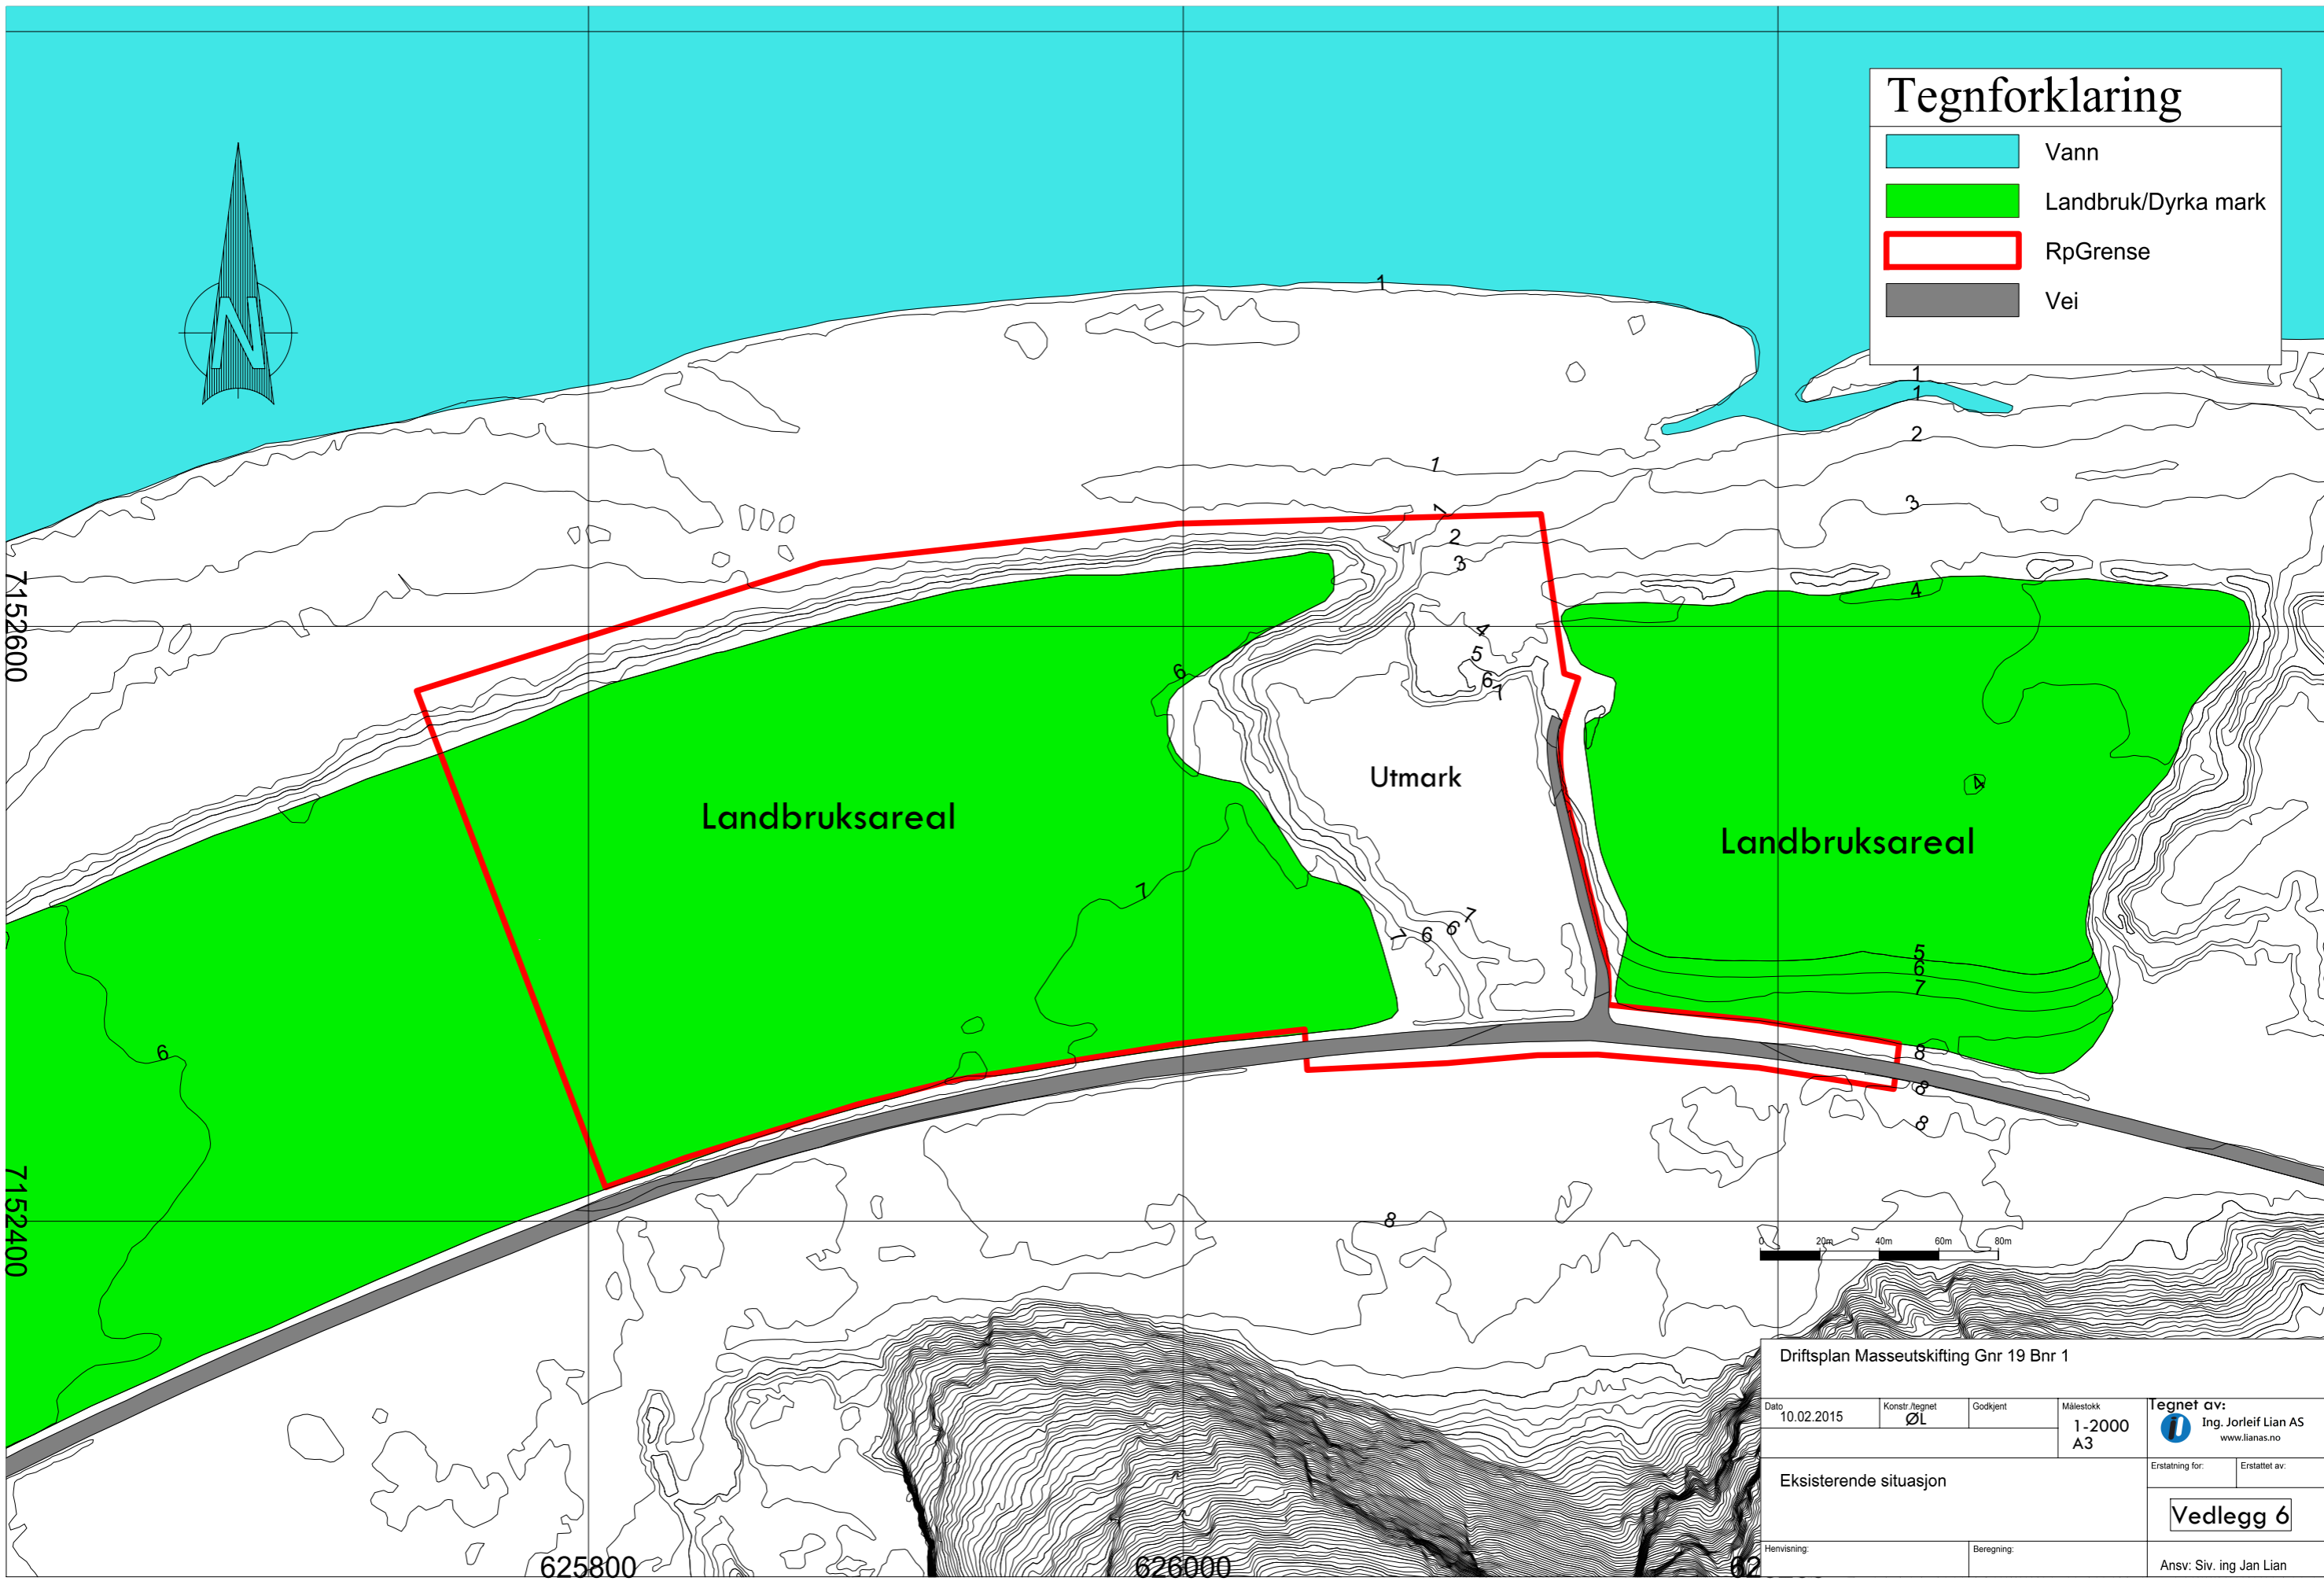 Tegnforklaring
Vann
Landbruk/Dyrka mark
RpGrense
Vei
N
1
1
1
2
1
3
1
2
3
4
4
5
6
7
6
7152600
Utmark
4
Landbruksareal
Landbruksareal
7
7
7 6 6
5
6
7
6
8
8
8
7152400
8
0 20m 40m 60m 80m
Driftsplan Masseutskifting Gnr 19 Bnr 1
Dato
10.02.2015
Konstr./tegnet
ØL
Godkjent
Målestokk
1-2000
A3
Tegnet av:
Ing. Jorleif Lian AS
www.lianas.no
Erstatning for:
Erstattet av:
Eksisterende situasjon
Vedlegg 6
Henvisning:
Beregning:
Ansv: Siv. ing Jan Lian
625800
626000